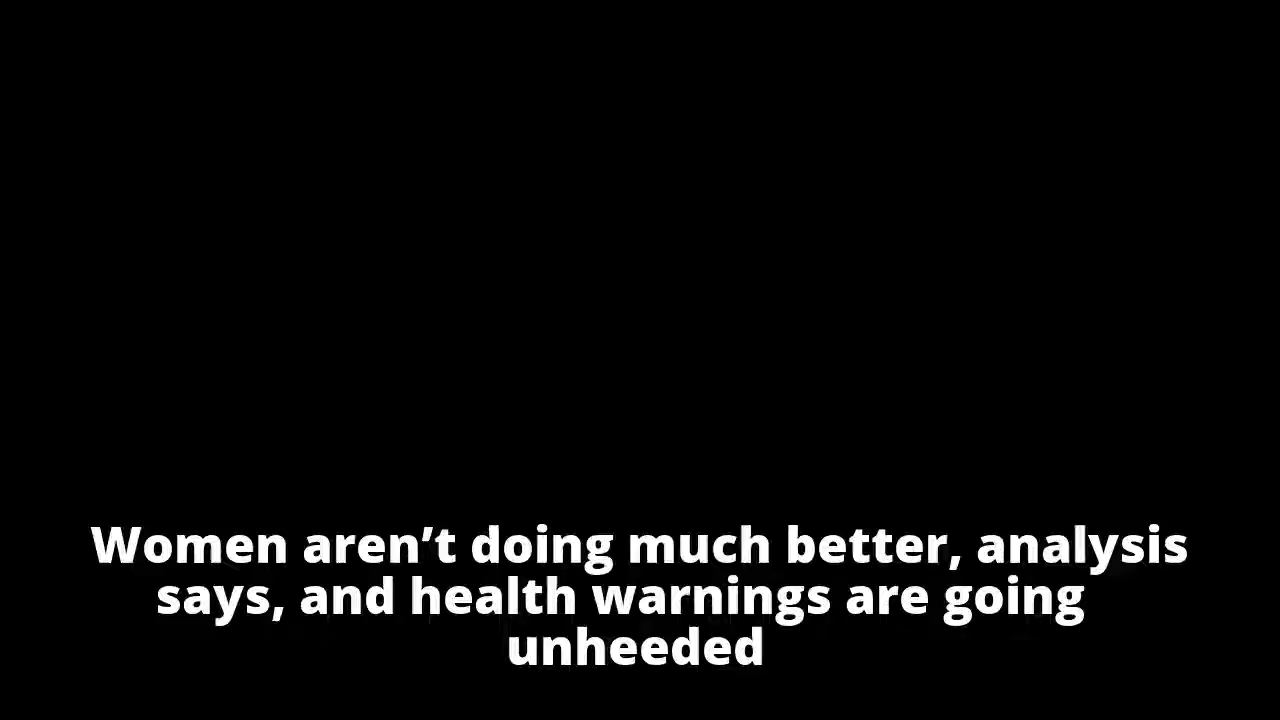 Women aren’t doing much better, analysis
says, and health warnings are going
unheeded